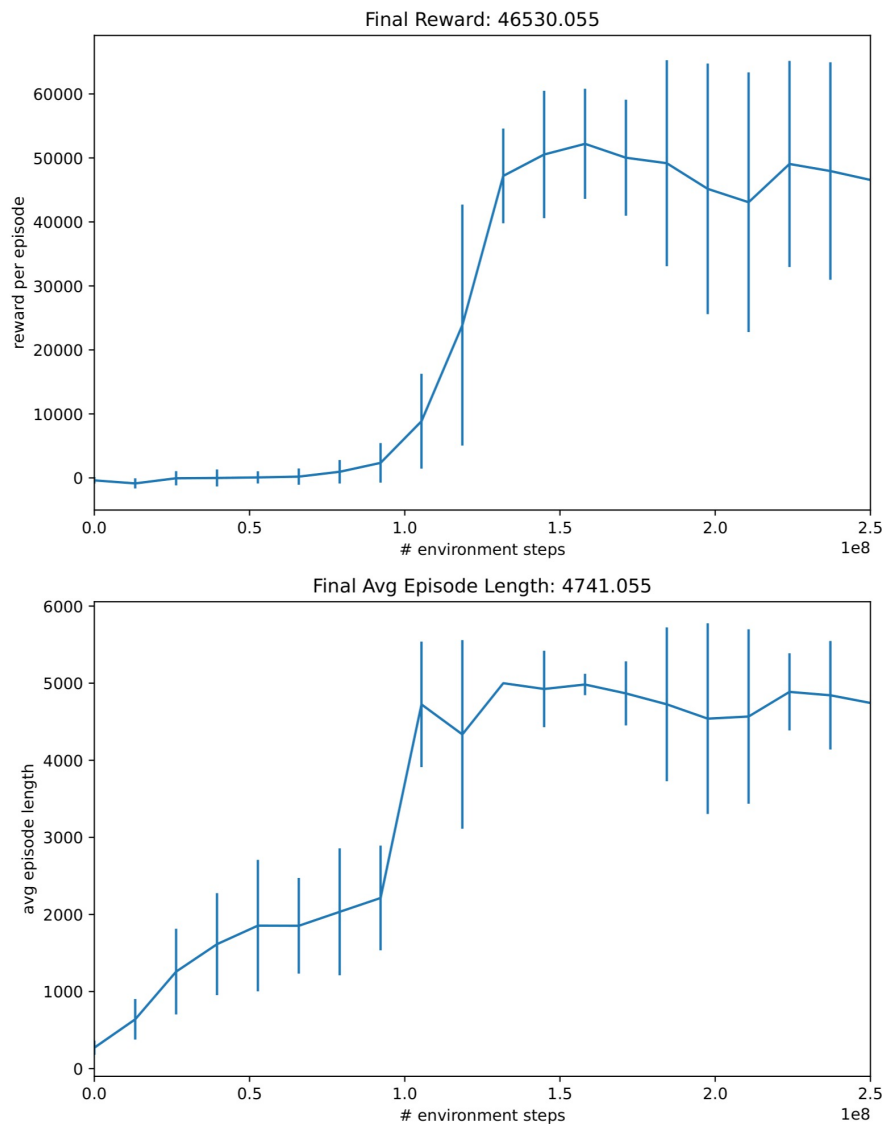 Final Reward: 46530.055
60000
50000
40000
30000
20000
10000
0
reward per episode
0.0 0.5 1.0 1.5 2.0 2.5
# environment steps
1e8
Final Avg Episode Length: 4741.055
6000
5000
4000
3000
2000
1000
0
avg episode length
0.0 0.5 1.0 1.5 2.0 2.5
# environment steps
1e8